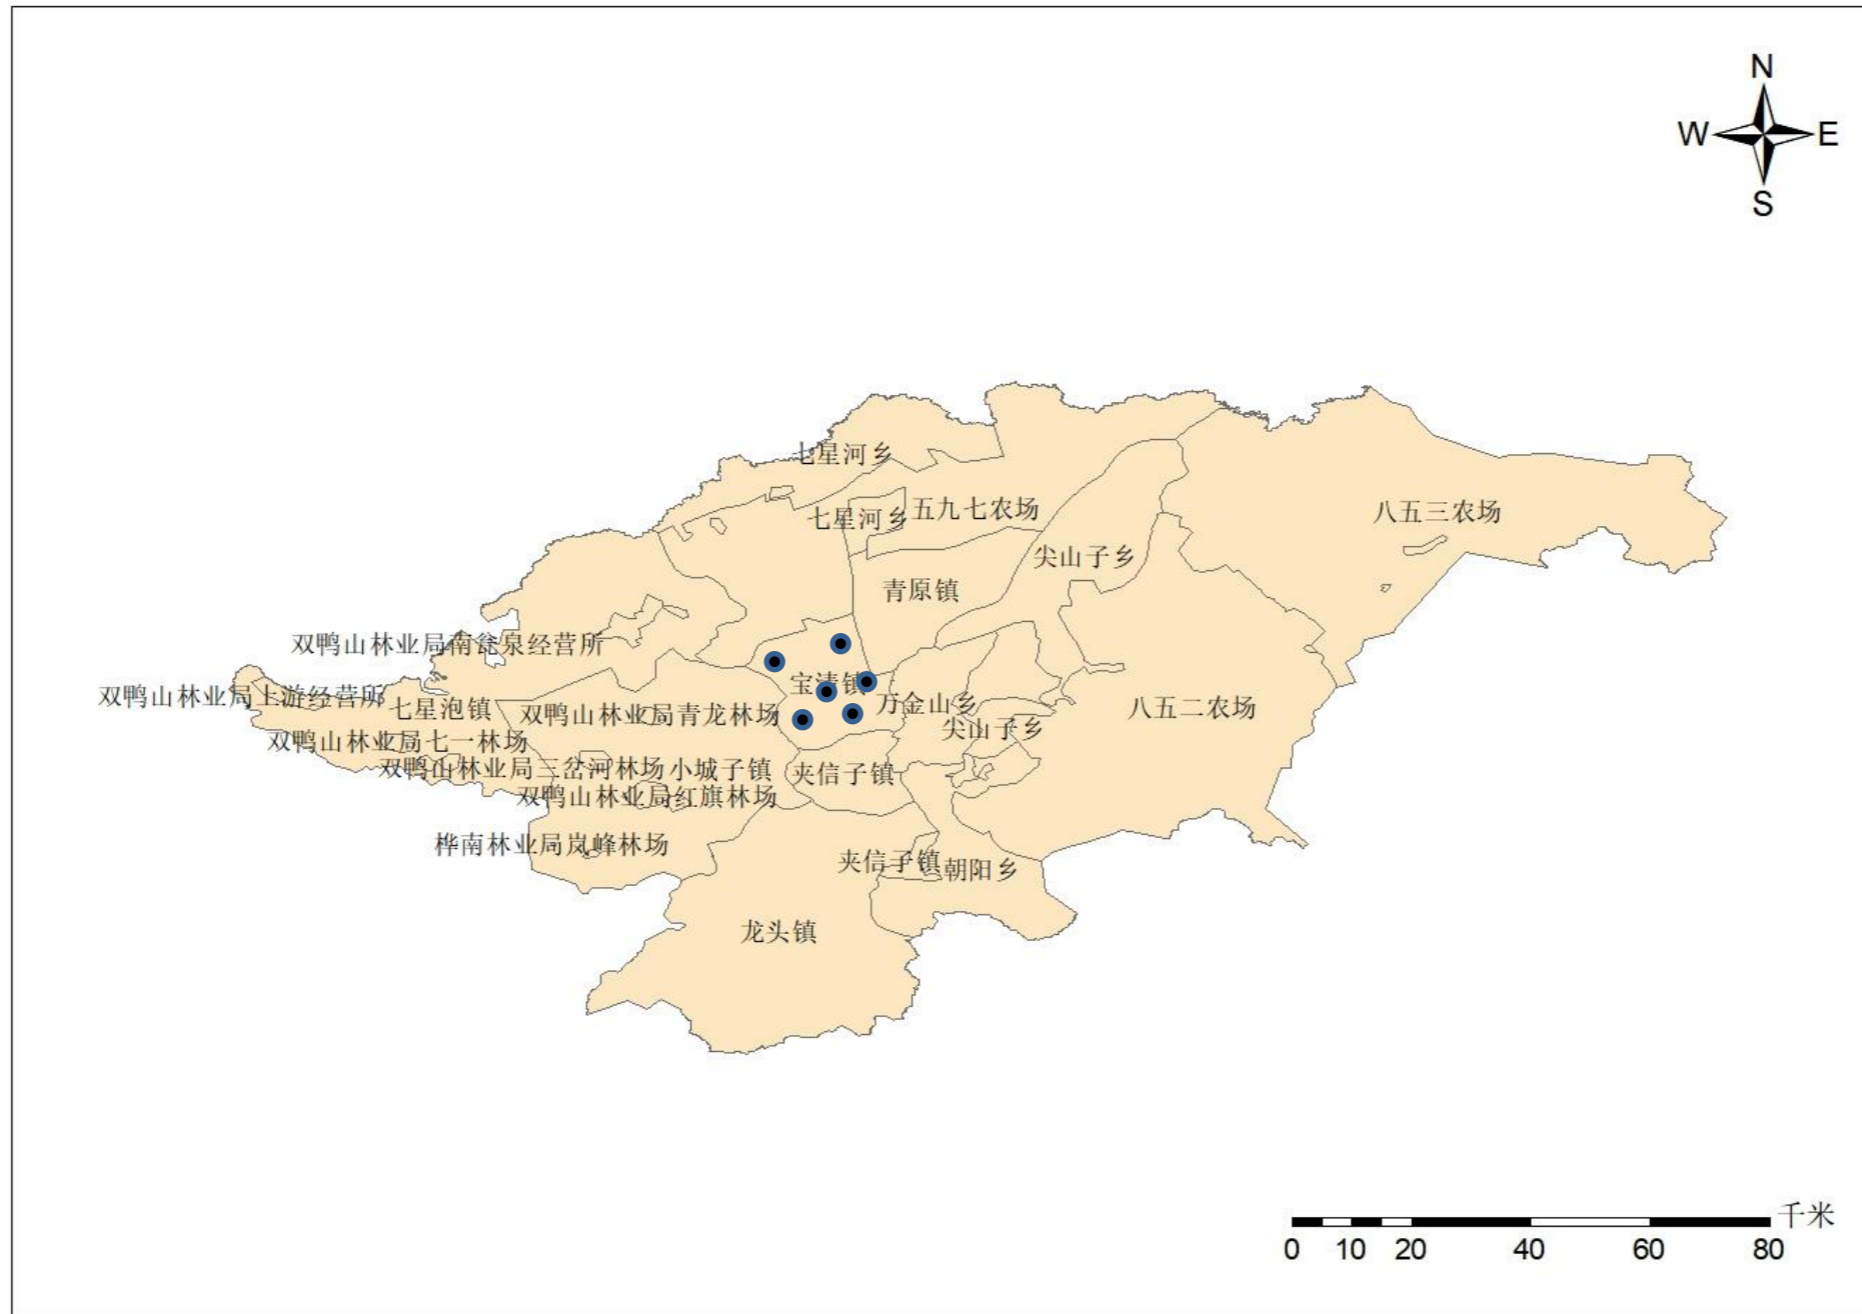 N
W E
S
七星河乡
七星河乡
五九七农场
八五三农场
尖山子乡
青原镇
双鸭山林业局南瓮泉经营所
宝清镇
双鸭山林业局上游经营所
七星泡镇
双鸭山林业局青龙林场
万金山乡
八五二农场
尖山子乡
双鸭山林业局七一林场
双鸭山林业局三岔河林场
小城子镇
夹信子镇
双鸭山林业局红旗林场
桦南林业局岚峰林场
夹信子镇
朝阳乡
龙头镇
千米
0 10 20 40 60 80